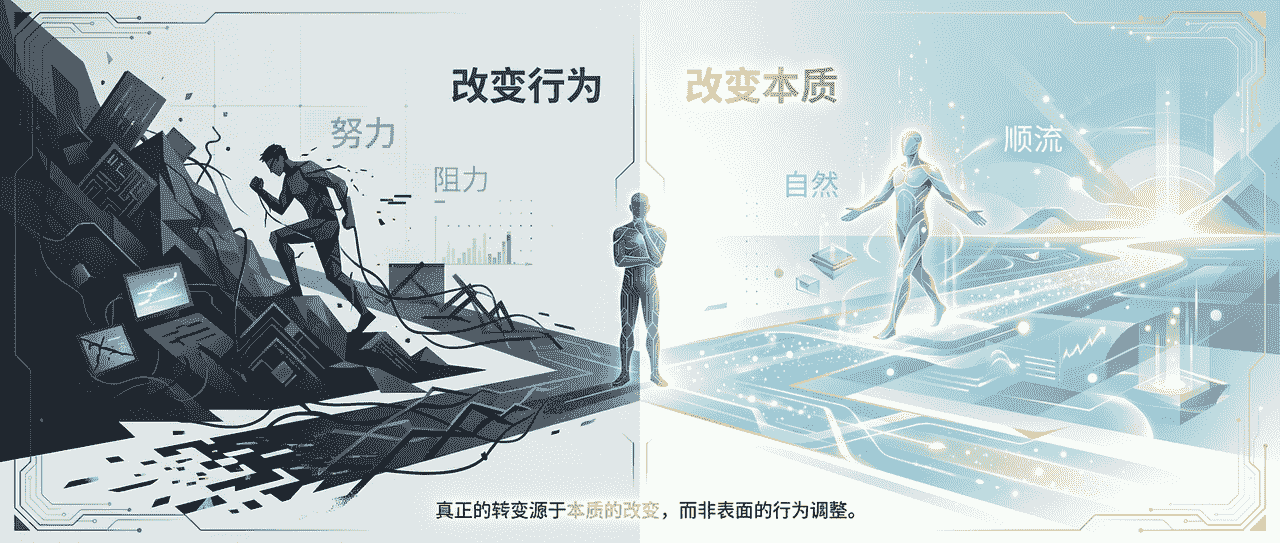 改变行为
努力
阻力
改变本质
顺流
自然
真正的转变源于本质的改变，而非表面的行为调整。